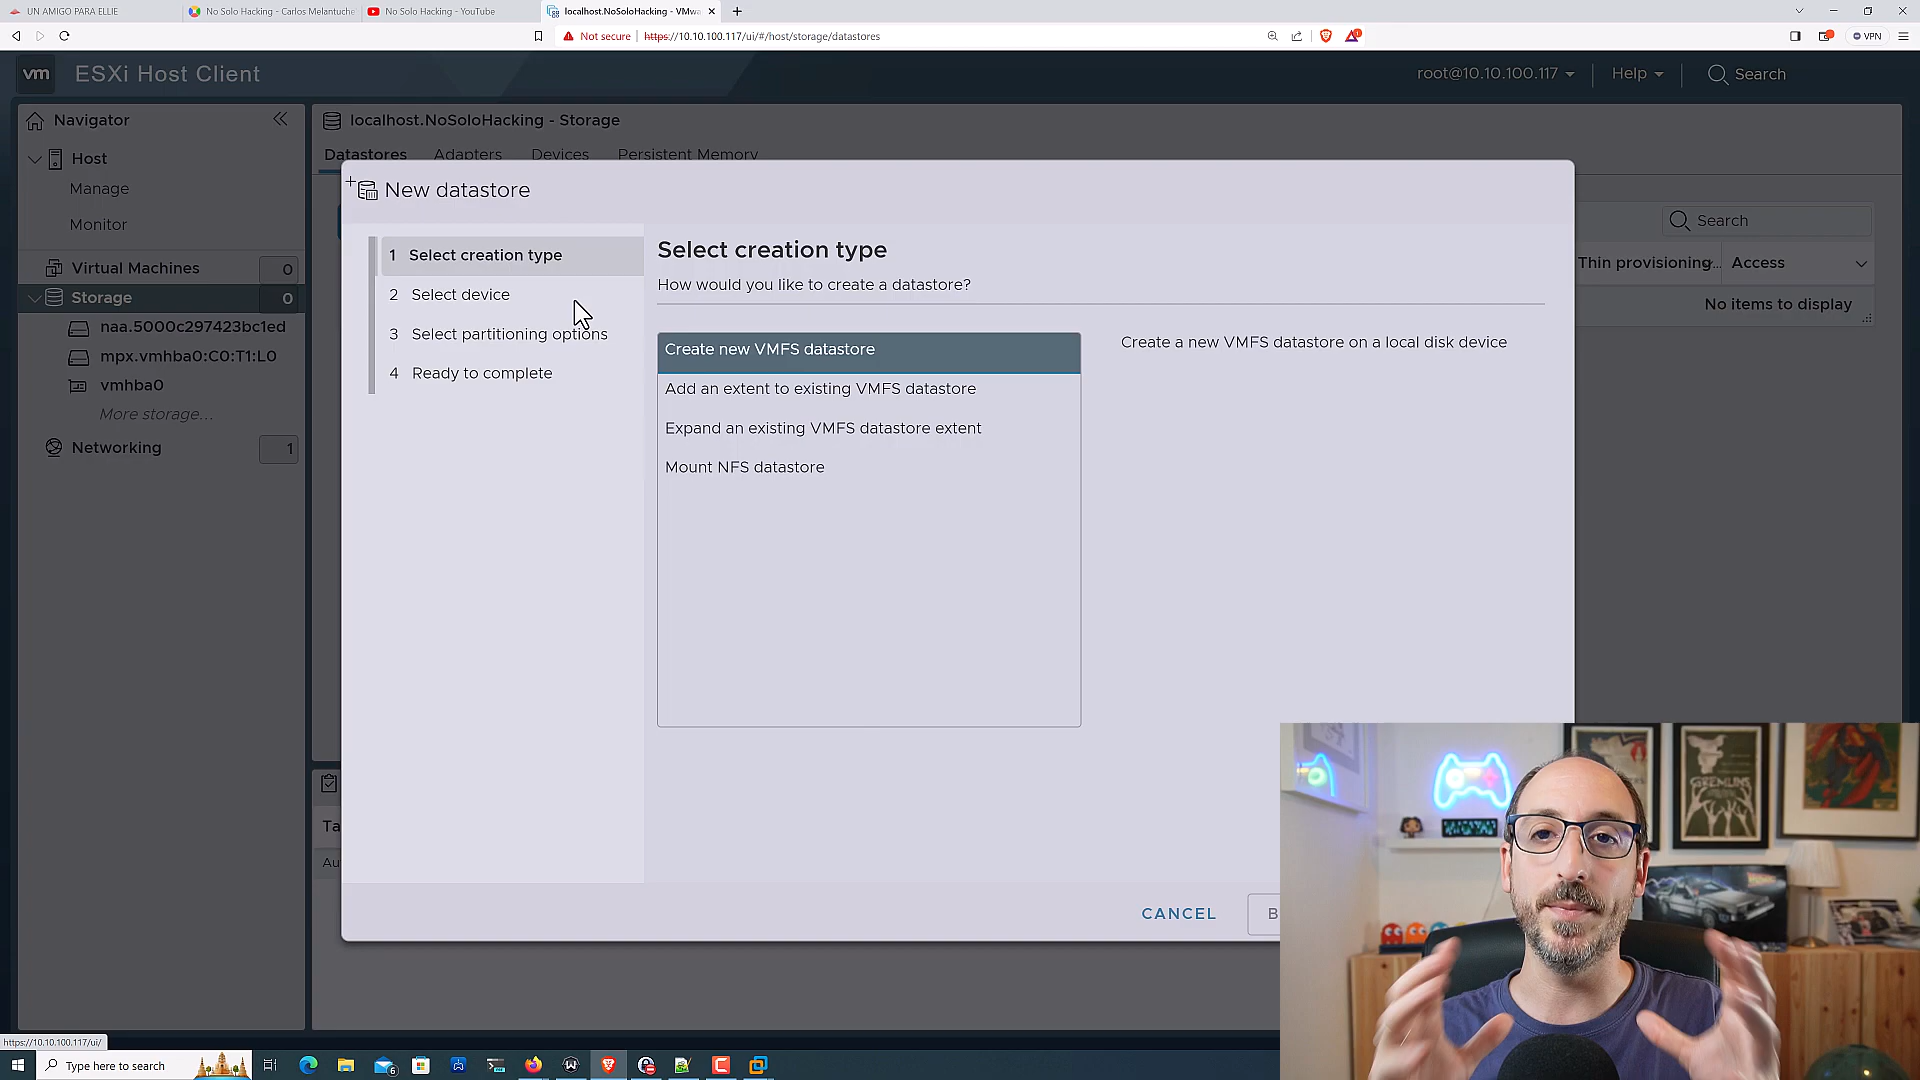 UN AMIGO PARA ELLIE
No Solo Hacking - Carlos Melantuche
No Solo Hacking - YouTube
localhost.NoSoloHacking - VMwa
Not secure
https://10.10.100.117/ui/#/host/storage/datastores
VPN
vm
ESXi Host Client
root@10.10.100.117
Help
Search
Navigator
localhost.NoSoloHacking - Storage
Host
Datastores
Adapters
Devices
Persistent Memory
Manage
Monitor
Virtual Machines
0
Storage
0
naa.5000c297423bc1ed
mpx.vmhba0:C0:T1:L0
vmhba0
More storage...
Networking
1
Search
Thin provisioning...
Access
No items to display
New datastore
1 Select creation type
2 Select device
3 Select partitioning options
4 Ready to complete
Select creation type
How would you like to create a datastore?
Create new VMFS datastore
Add an extent to existing VMFS datastore
Expand an existing VMFS datastore extent
Mount NFS datastore
Create a new VMFS datastore on a local disk device
CANCEL
B
Ta
Au
GREMLINS
https://10.10.100.117/ui/
Type here to search
6